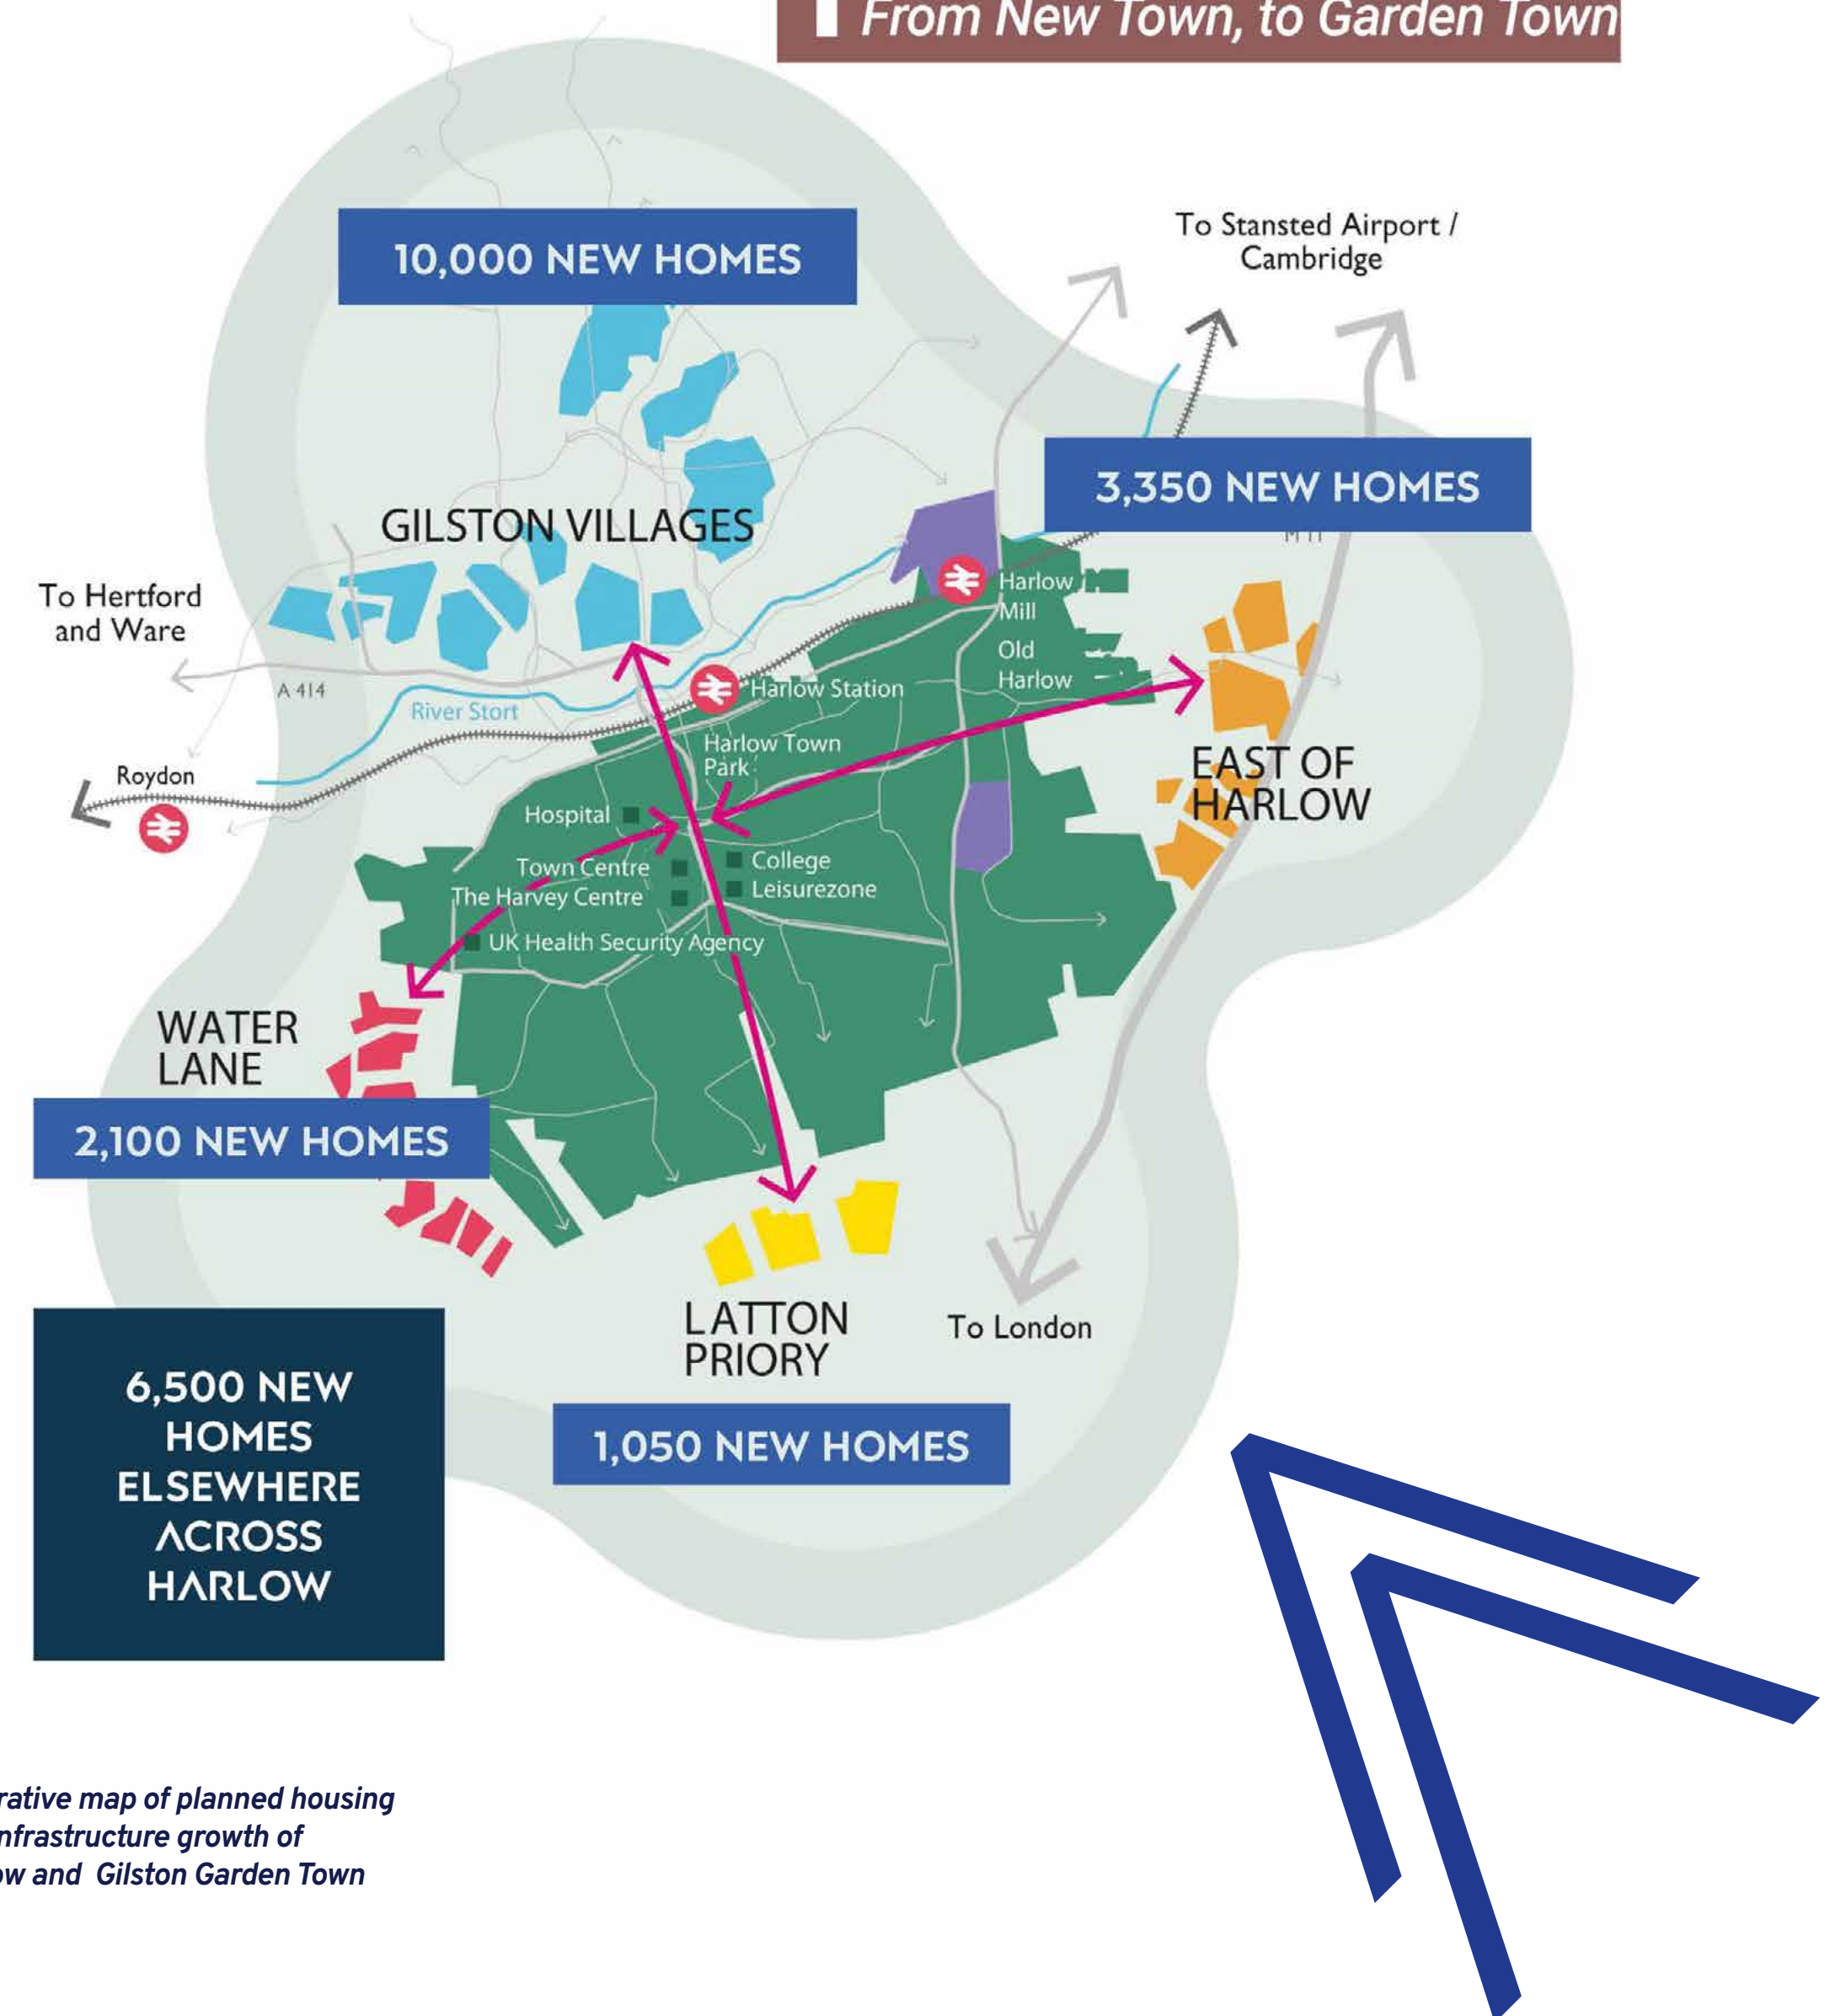 From New Town, to Garden Town
To Stansted Airport /
Cambridge
10,000 NEW HOMES
3,350 NEW HOMES
GILSTON VILLAGES
Harlow
Mill
To Hertford
and Ware
Old
Harlow
A 414
Harlow Station
River Stort
Harlow Town
Park
EAST OF
HARLOW
Roydon
Hospital
Town Centre
College
The Harvey Centre
Leisurezone
UK Health Security Agency
WATER
LANE
2,100 NEW HOMES
LATTON
PRIORY
To London
6,500 NEW
HOMES
ELSEWHERE
ACROSS
HARLOW
1,050 NEW HOMES
map of planned housing
growth of
and Gilston Garden Town